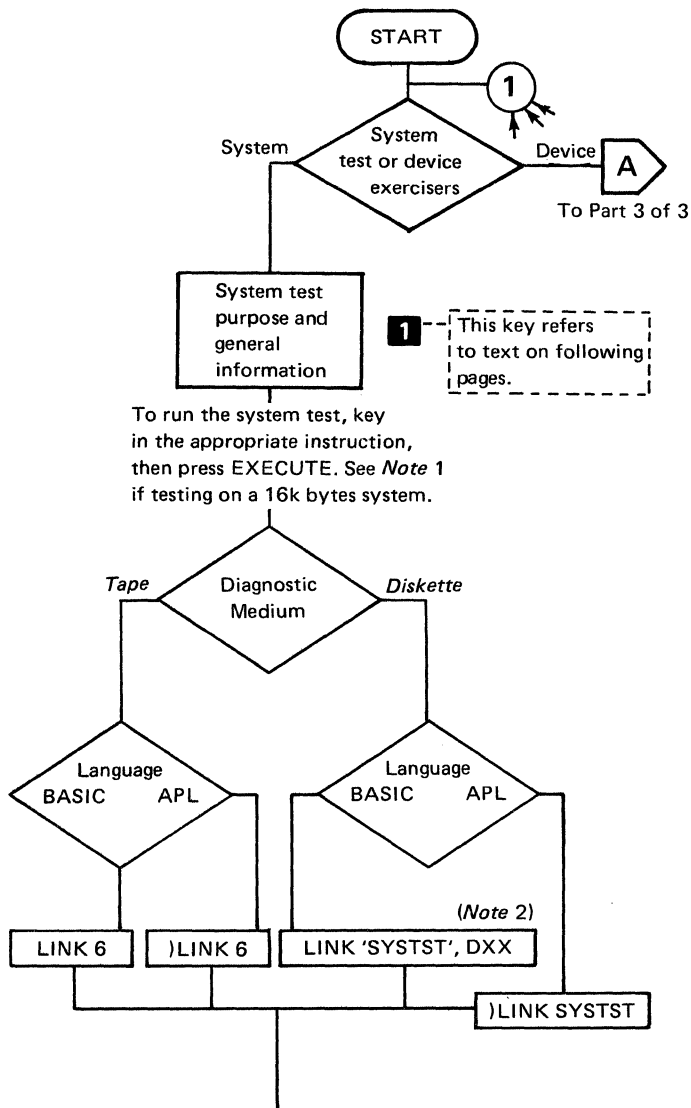 START
1
System
System
test or device
exercisers
Device
A
To Part 3 of 3
System test
purpose and
general
information
1
This key refers
to text on following
pages.
To run the system test, key
in the appropriate instruction,
then press EXECUTE. See Note 1
if testing on a 16k bytes system.
Tape
Diagnostic
Medium
Diskette
Language
BASIC APL
Language
BASIC APL
(Note 2)
LINK 6
)LINK 6
LINK 'SYSTST', DXX
)LINK SYSTST